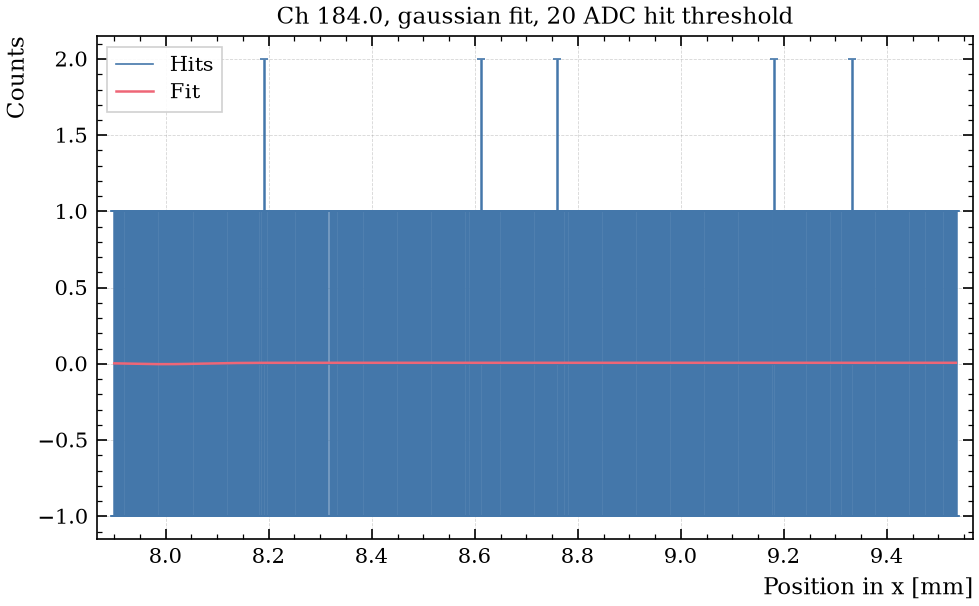 Ch 184.0, gaussian fit, 20 ADC hit threshold
Counts
Hits
Fit
2.0
1.5
1.0
0.5
0.0
−0.5
−1.0
8.0 8.2 8.4 8.6 8.8 9.0 9.2 9.4
Position in x [mm]